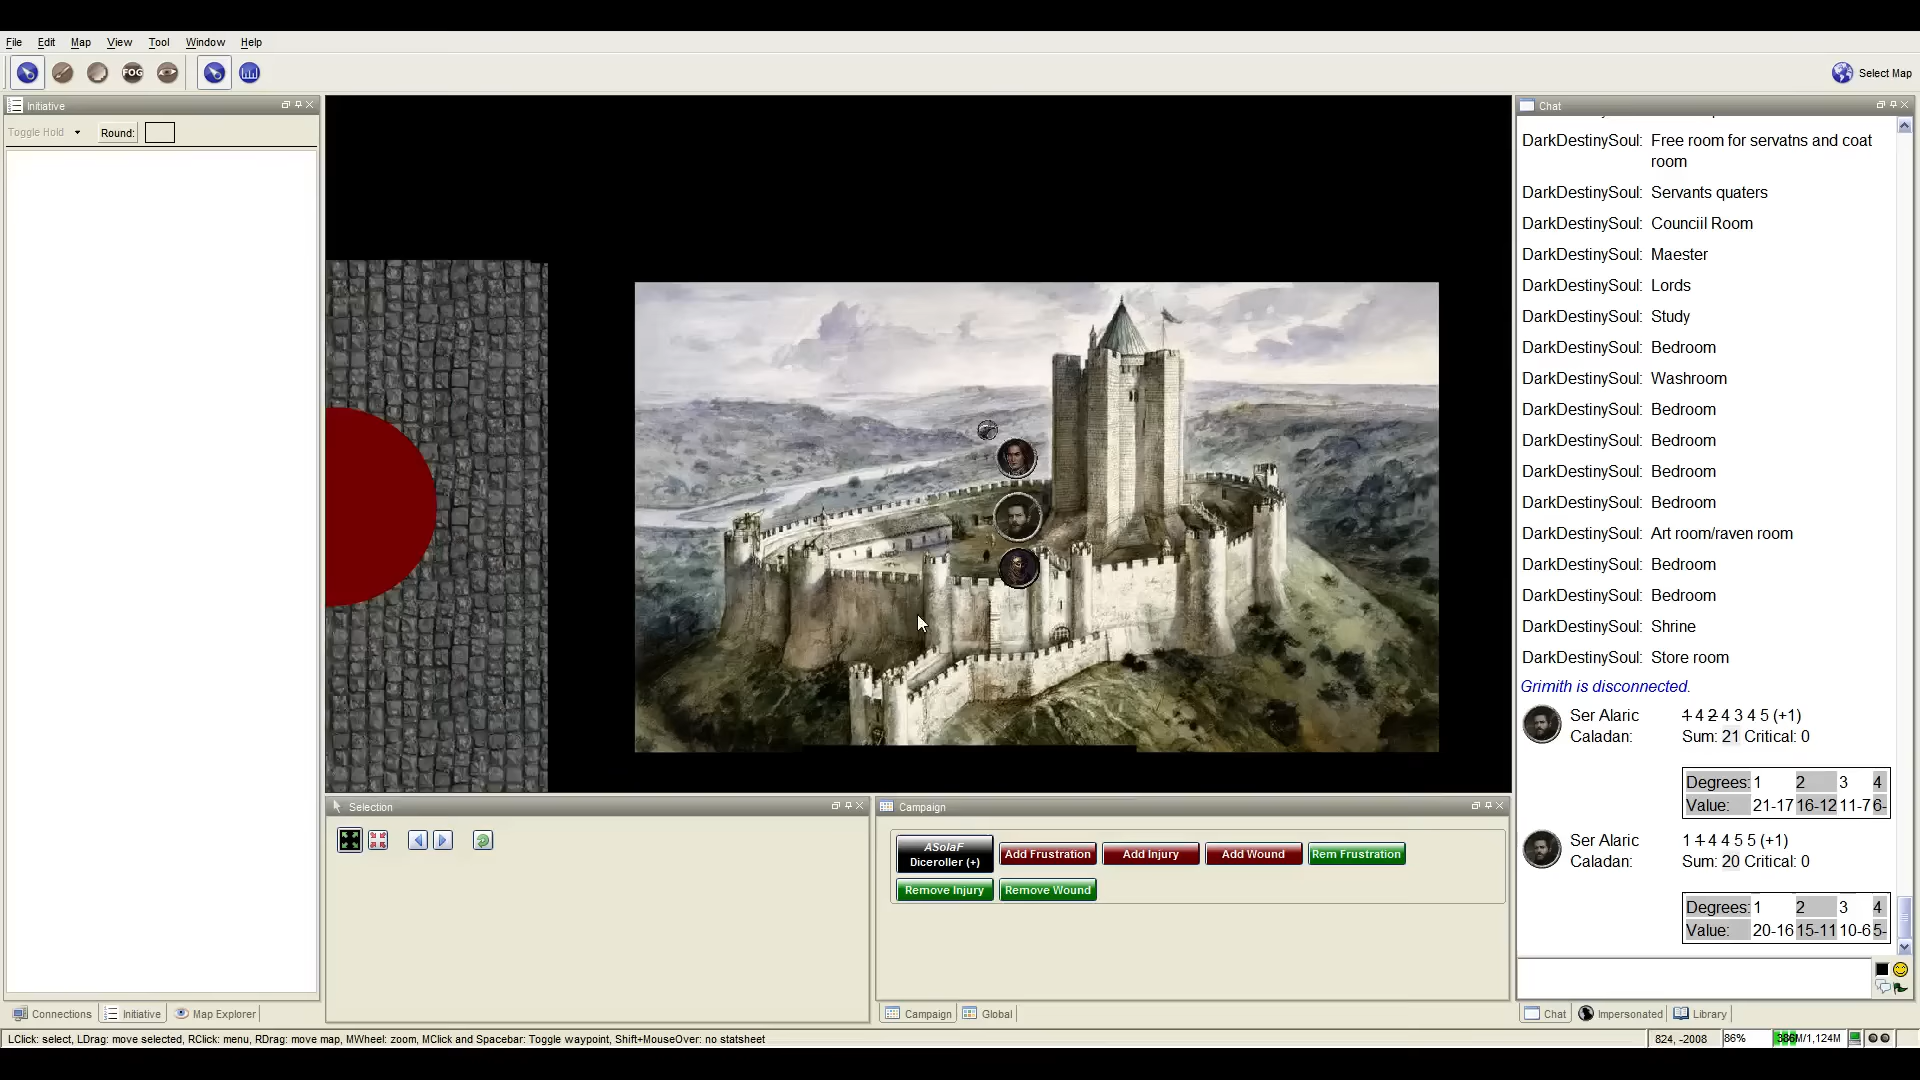 File Edit Map View Tool Window Help
FOG
Select Map
Initiative
Toggle Hold Round:
Chat
DarkDestinySoul: Free room for servatns and coat
room
DarkDestinySoul: Servants quaters
DarkDestinySoul: Counciil Room
DarkDestinySoul: Maester
DarkDestinySoul: Lords
DarkDestinySoul: Study
DarkDestinySoul: Bedroom
DarkDestinySoul: Washroom
DarkDestinySoul: Bedroom
DarkDestinySoul: Bedroom
DarkDestinySoul: Bedroom
DarkDestinySoul: Bedroom
DarkDestinySoul: Art room/raven room
DarkDestinySoul: Bedroom
DarkDestinySoul: Bedroom
DarkDestinySoul: Shrine
DarkDestinySoul: Store room
Grimith is disconnected.
Ser Alaric 1 4 2 4 3 4 5 (+1)
Caladan: Sum: 21 Critical: 0
Degrees: 1 2 3 4
Value: 21-17 16-12 11-7 6-
Ser Alaric 1 1 4 4 5 5 (+1)
Caladan: Sum: 20 Critical: 0
Degrees: 1 2 3 4
Value: 20-16 15-11 10-6 5-
Selection
Campaign
ASoIaF
Diceroller (+)
Add Frustration Add Injury Add Wound Rem Frustration
Remove Injury Remove Wound
Connections Initiative Map Explorer
Campaign Global
Chat Impersonated Library
LClick: select, LDrag: move selected, RClick: menu, RDrag: move map, MWheel: zoom, MClick and Spacebar: Toggle waypoint, Shift+MouseOver: no statsheet
824, -2008 86% 386M/1,124M